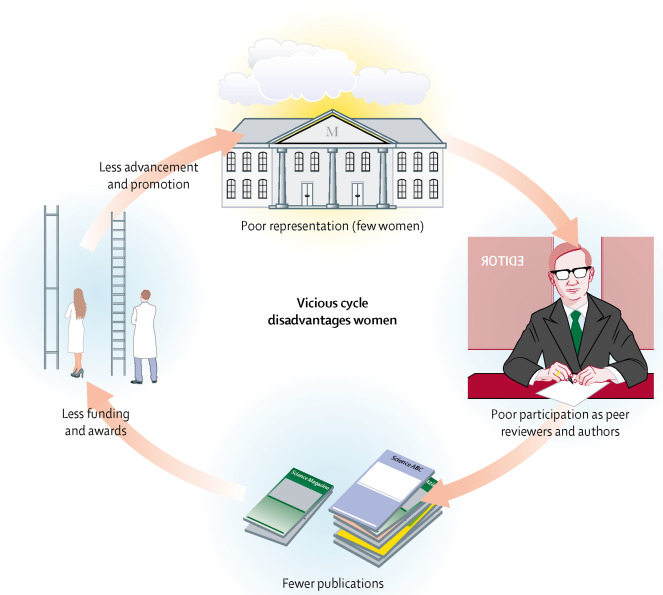 M
Less advancement
and promotion
Poor representation (few women)
EDITOR
Vicious cycle
disadvantages women
Less funding
and awards
Poor participation as peer
reviewers and authors
Science Magazine
Science ABC
Fewer publications